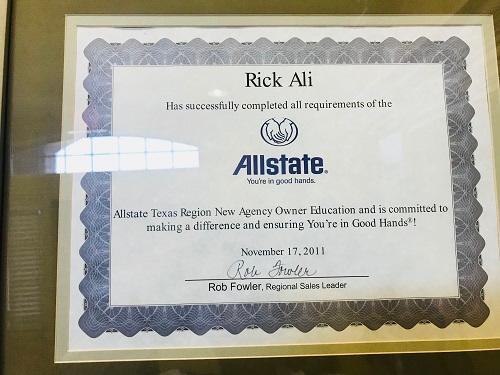 Rick Ali
Has successfully completed all requirements of the
Allstate®
You're in good hands.
Allstate Texas Region New Agency Owner Education and is committed to
making a difference and ensuring You're in Good Hands®!
November 17, 2011
Rob Fowler
Rob Fowler, Regional Sales Leader